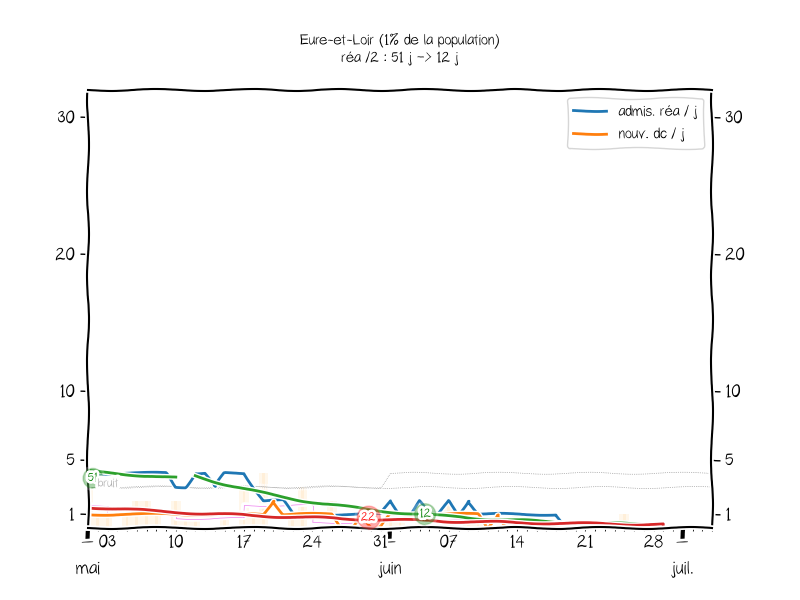 Eure-et-Loir (1% de la population)
réa /2 : 51 j -> 12 j
admis. réa / j
nouv. dc / j
30
20
10
5
1
30
20
10
5
1
51
bruit
22
12
03 10 17 24 31 07 14 21 28
mai juin juil.